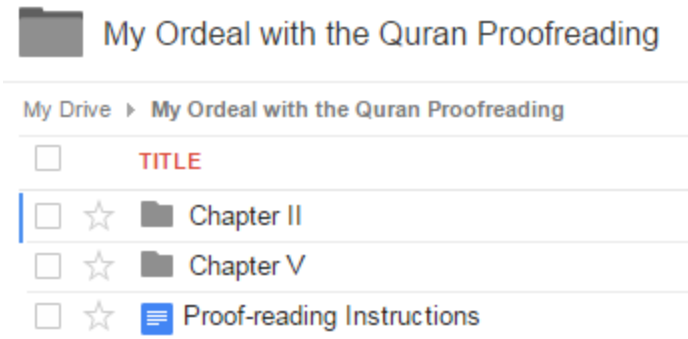 My Ordeal with the Quran Proofreading
My Drive My Ordeal with the Quran Proofreading
TITLE
Chapter II
Chapter V
Proof-reading Instructions